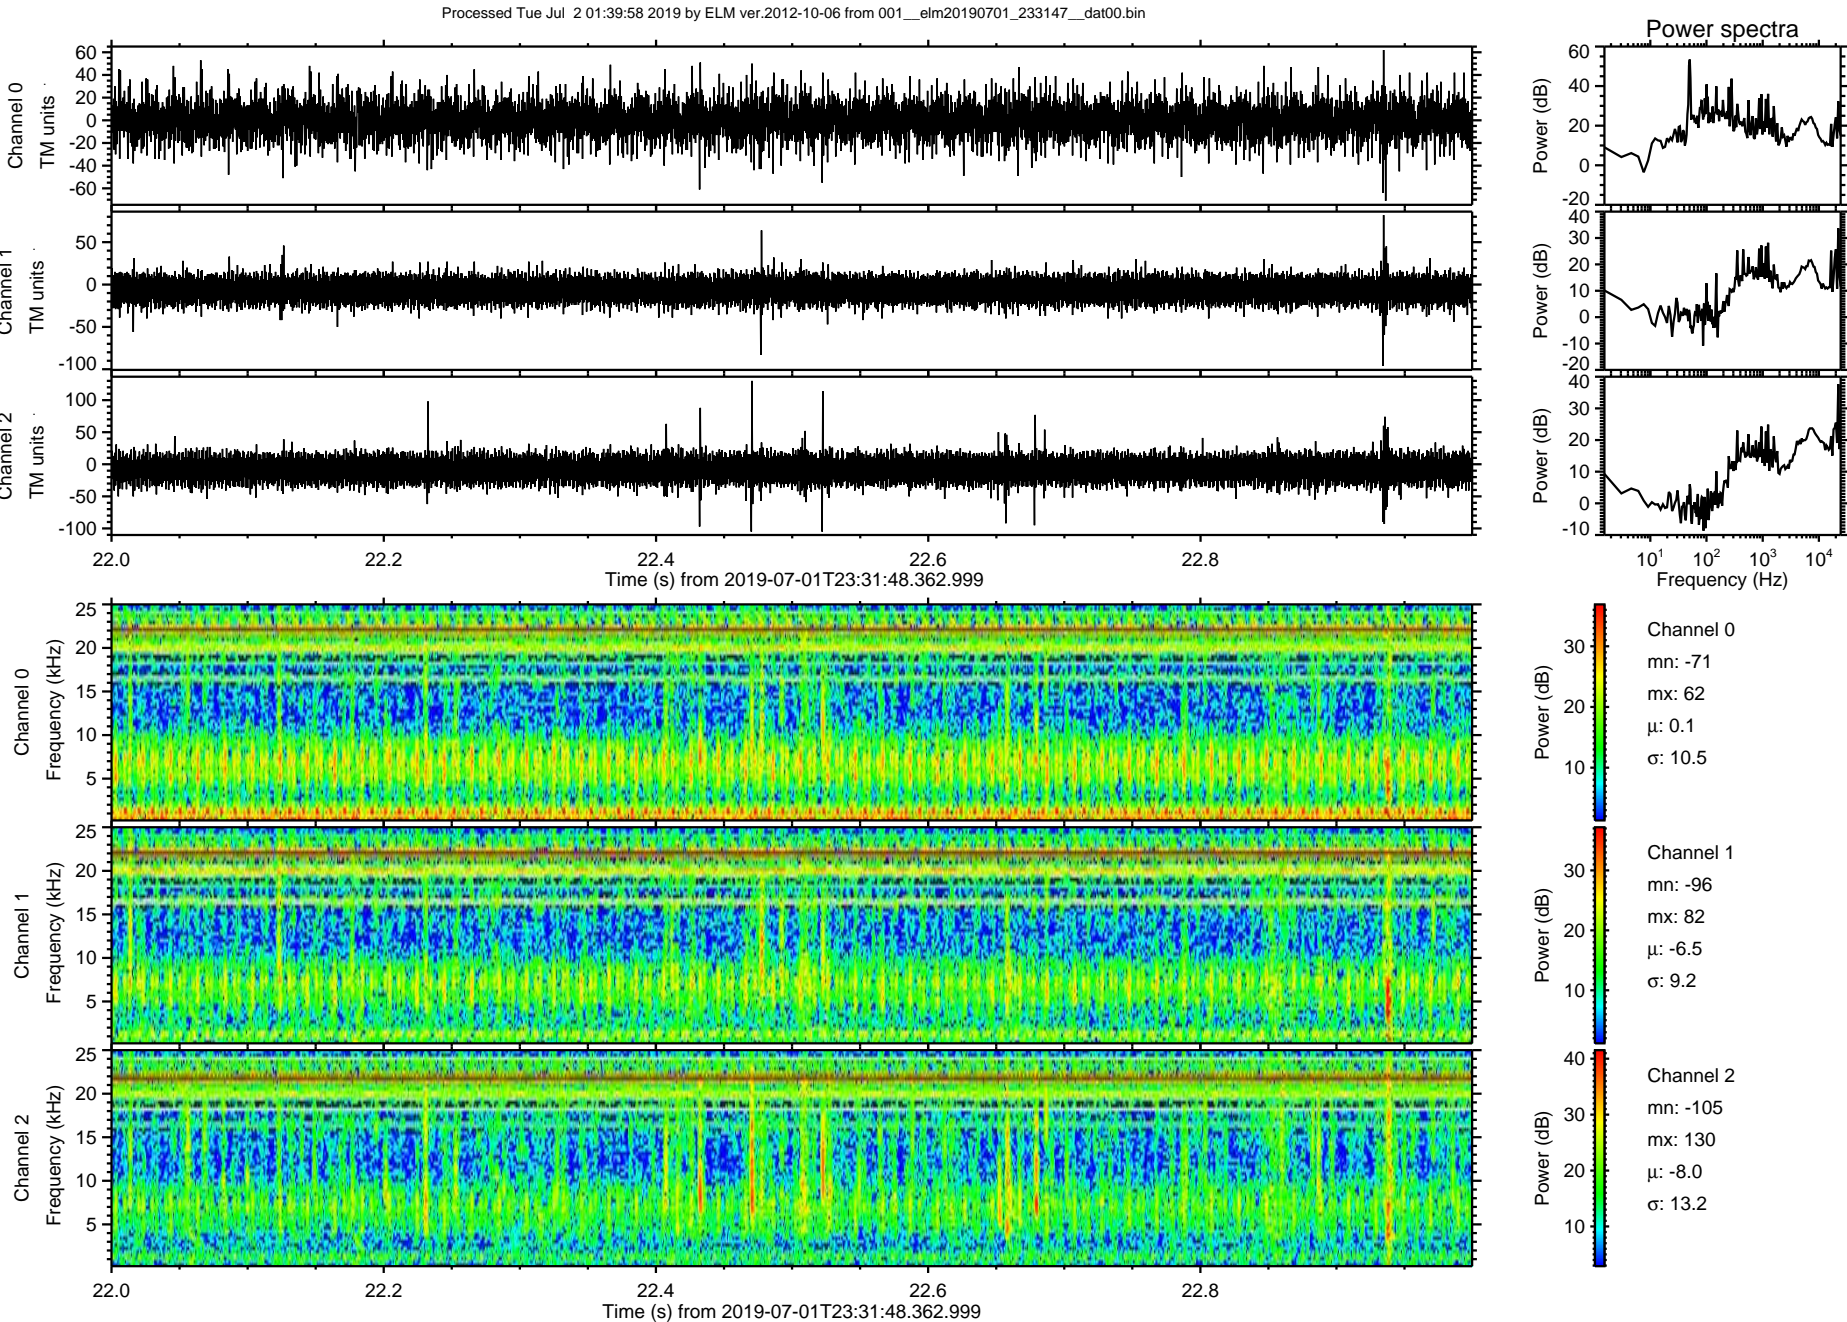 Processed Tue Jul  2 01:39:58 2019 by ELM ver.2012-10-06 from 001__elm20190701_233147__dat00.bin
Power spectra
Channel 0
TM units
60
40
20
0
-20
-40
-60
Power (dB)
60
40
20
0
-20
Channel 1
TM units
50
0
-50
-100
Power (dB)
40
30
20
10
0
-10
-20
Channel 2
TM units
100
50
0
-50
-100
Power (dB)
40
30
20
10
0
-10
22.0 22.2 22.4 22.6 22.8
Time (s) from 2019-07-01T23:31:48.362.999
10^1 10^2 10^3 10^4
Frequency (Hz)
Channel 0
Frequency (kHz)
25
20
15
10
5
Power (dB)
30
20
10
Channel 0
mn: -71
mx: 62
μ: 0.1
σ: 10.5
Channel 1
Frequency (kHz)
25
20
15
10
5
Power (dB)
30
20
10
Channel 1
mn: -96
mx: 82
μ: -6.5
σ: 9.2
Channel 2
Frequency (kHz)
25
20
15
10
5
Power (dB)
40
30
20
10
Channel 2
mn: -105
mx: 130
μ: -8.0
σ: 13.2
22.0 22.2 22.4 22.6 22.8
Time (s) from 2019-07-01T23:31:48.362.999